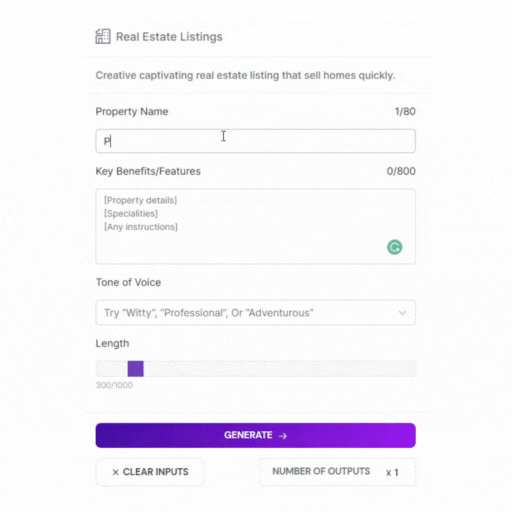 Real Estate Listings
Creative captivating real estate listing that sell homes quickly.
Property Name 1/80
P
Key Benefits/Features 0/800
[Property details]
[Specialities]
[Any instructions]
Tone of Voice
Try "Witty", "Professional", Or "Adventurous"
Length
300/1000
GENERATE →
× CLEAR INPUTS NUMBER OF OUTPUTS x 1